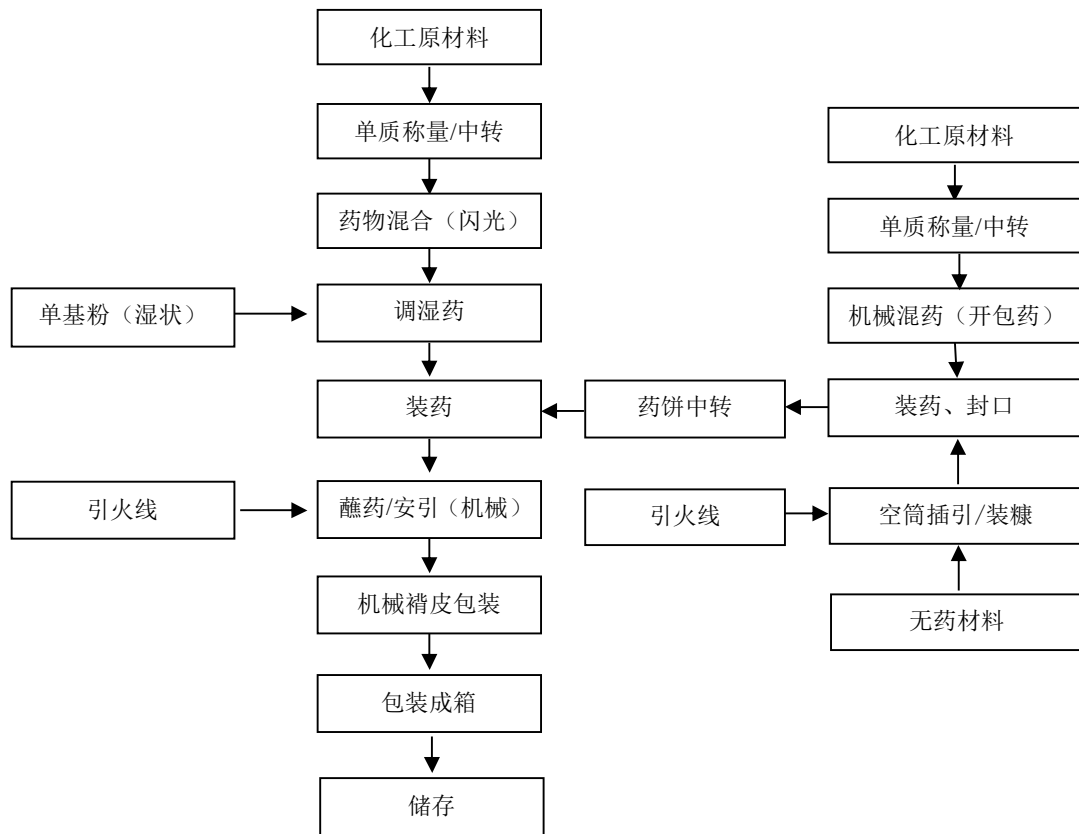 化工原材料
单质称量/中转
药物混合（闪光）
单基粉（湿状）
调湿药
装药
引火线
蘸药/安引（机械）
机械褙皮包装
包装成箱
储存
药饼中转
化工原材料
单质称量/中转
机械混药（开包药）
装药、封口
引火线
空筒插引/装糠
无药材料